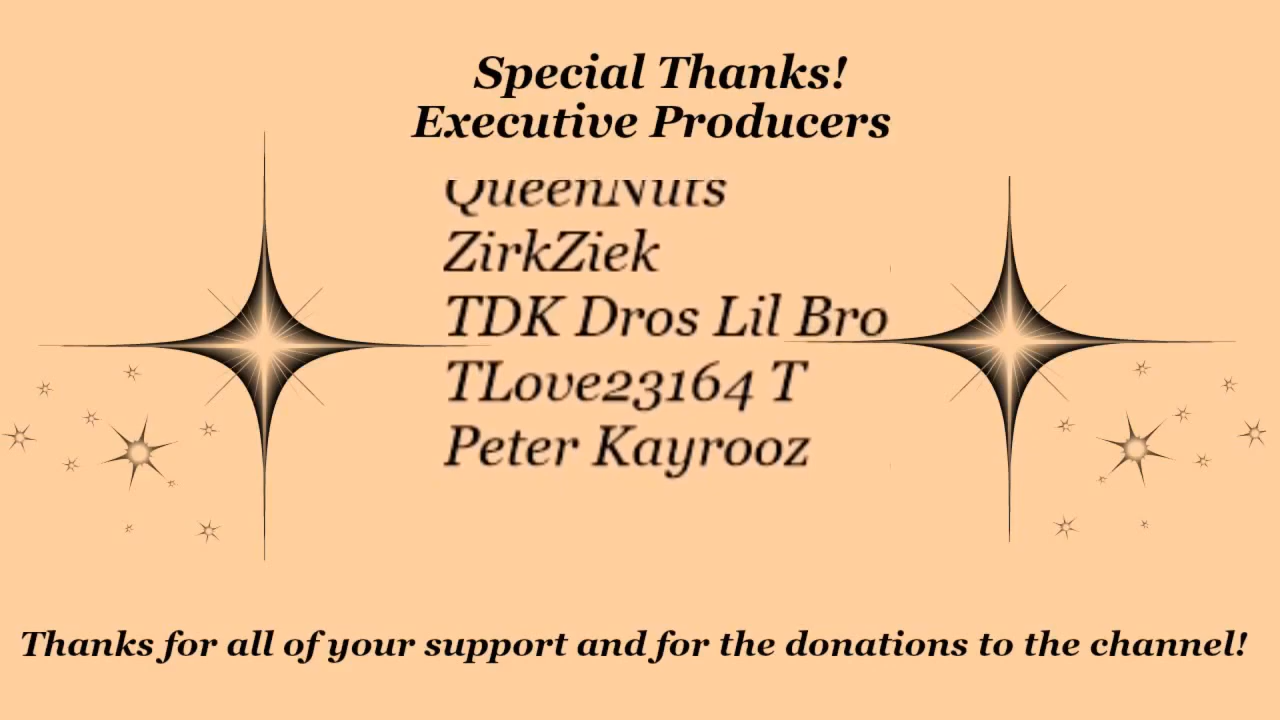 Special Thanks!
Executive Producers
QueenNuts
ZirkZiek
TDK Dros Lil Bro
TLove23164 T
Peter Kayrooz
Thanks for all of your support and for the donations to the channel!